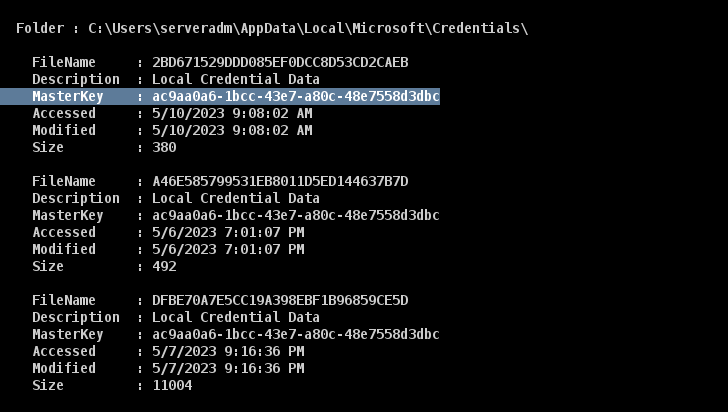 Folder : C:\Users\serveradm\AppData\Local\Microsoft\Credentials\
FileName : 2BD671529DDD085EF0DCC8D53CD2CAEB
Description : Local Credential Data
MasterKey : ac9aa0a6-1bcc-43e7-a80c-48e7558d3dbc
Accessed : 5/10/2023 9:08:02 AM
Modified : 5/10/2023 9:08:02 AM
Size : 380
FileName : A46E585799531EB8011D5ED144637B7D
Description : Local Credential Data
MasterKey : ac9aa0a6-1bcc-43e7-a80c-48e7558d3dbc
Accessed : 5/6/2023 7:01:07 PM
Modified : 5/6/2023 7:01:07 PM
Size : 492
FileName : DFBE70A7E5CC19A398EBF1B96859CE5D
Description : Local Credential Data
MasterKey : ac9aa0a6-1bcc-43e7-a80c-48e7558d3dbc
Accessed : 5/7/2023 9:16:36 PM
Modified : 5/7/2023 9:16:36 PM
Size : 11004